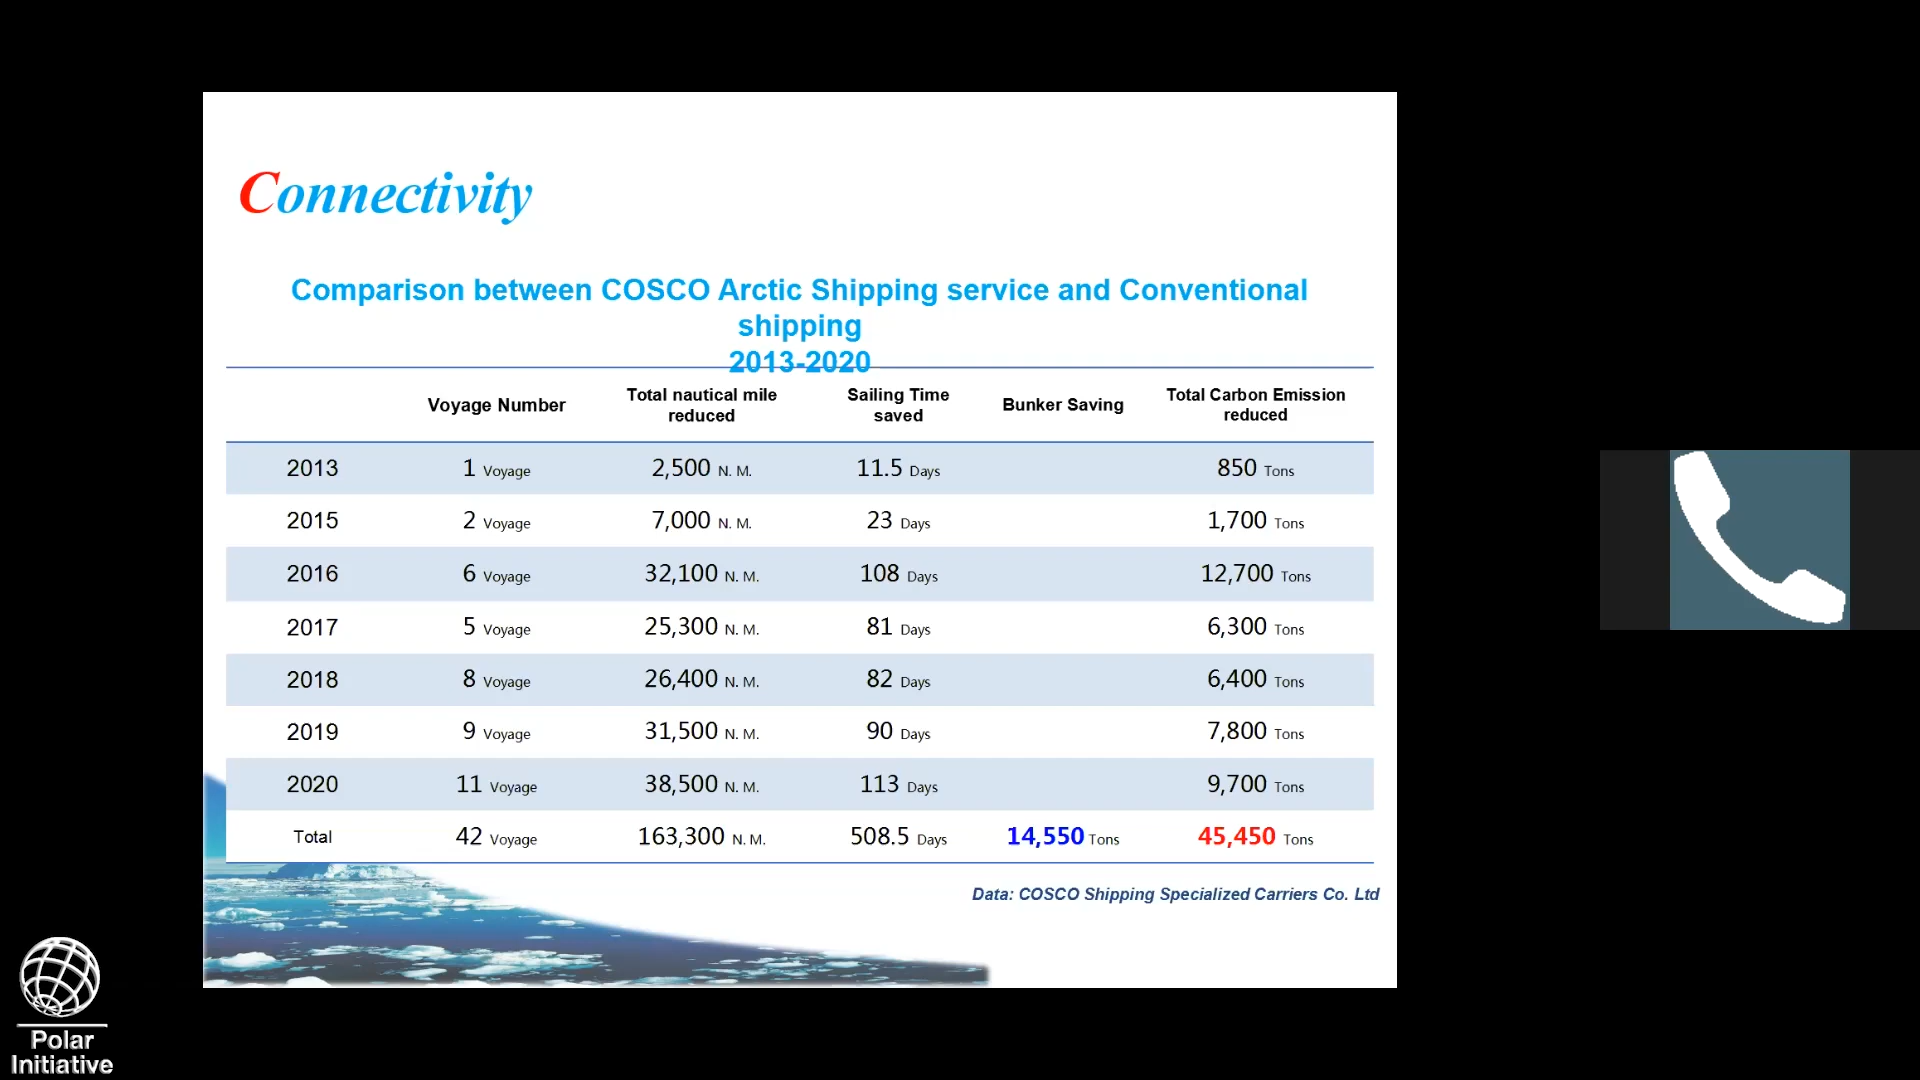 Connectivity
Comparison between COSCO Arctic Shipping service and Conventional
shipping
2013-2020
Voyage Number Total nautical mile reduced Sailing Time saved Bunker Saving Total Carbon Emission reduced
2013 1 Voyage 2,500 N. M. 11.5 Days 850 Tons
2015 2 Voyage 7,000 N. M. 23 Days 1,700 Tons
2016 6 Voyage 32,100 N. M. 108 Days 12,700 Tons
2017 5 Voyage 25,300 N. M. 81 Days 6,300 Tons
2018 8 Voyage 26,400 N. M. 82 Days 6,400 Tons
2019 9 Voyage 31,500 N. M. 90 Days 7,800 Tons
2020 11 Voyage 38,500 N. M. 113 Days 9,700 Tons
Total 42 Voyage 163,300 N. M. 508.5 Days 14,550 Tons 45,450 Tons
Data: COSCO Shipping Specialized Carriers Co. Ltd
Polar
Initiative